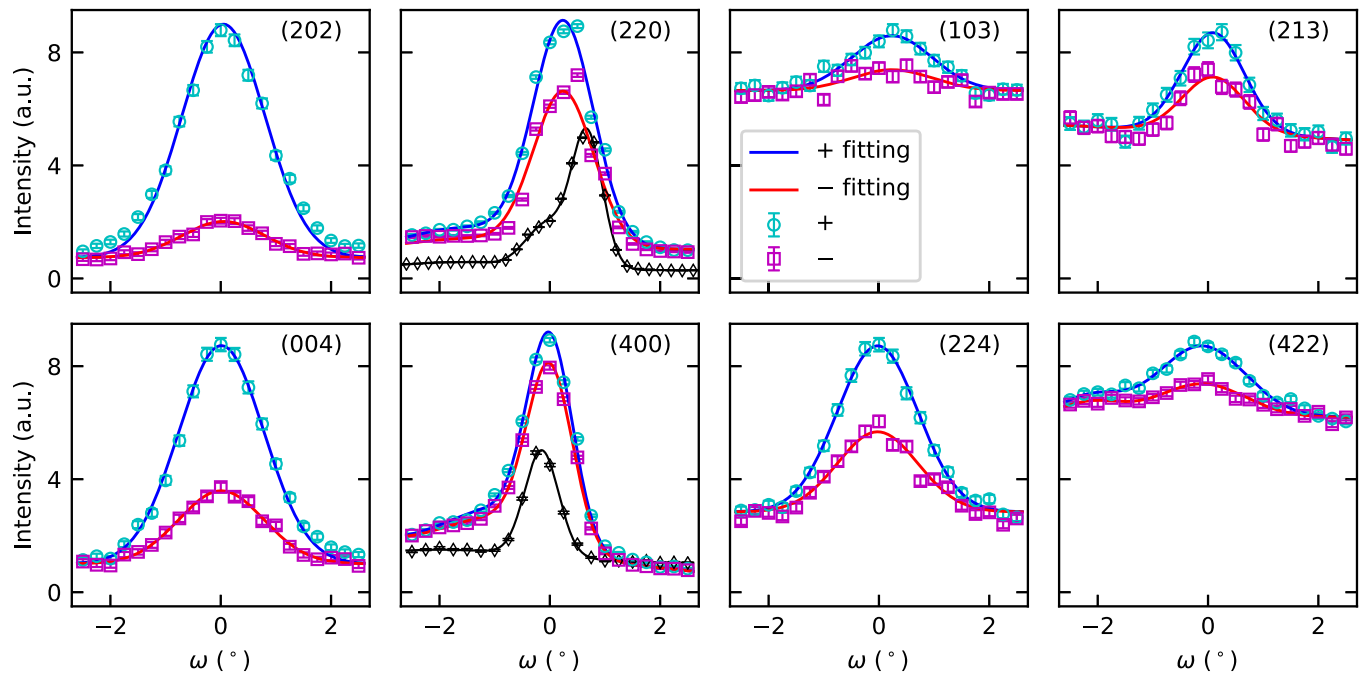 (202)
(220)
(103)
(213)
Intensity (a.u.)
8
4
0
+ fitting
− fitting
+
−
(004)
(400)
(224)
(422)
Intensity (a.u.)
8
4
0
−2 0 2
−2 0 2
−2 0 2
−2 0 2
ω (°)
ω (°)
ω (°)
ω (°)